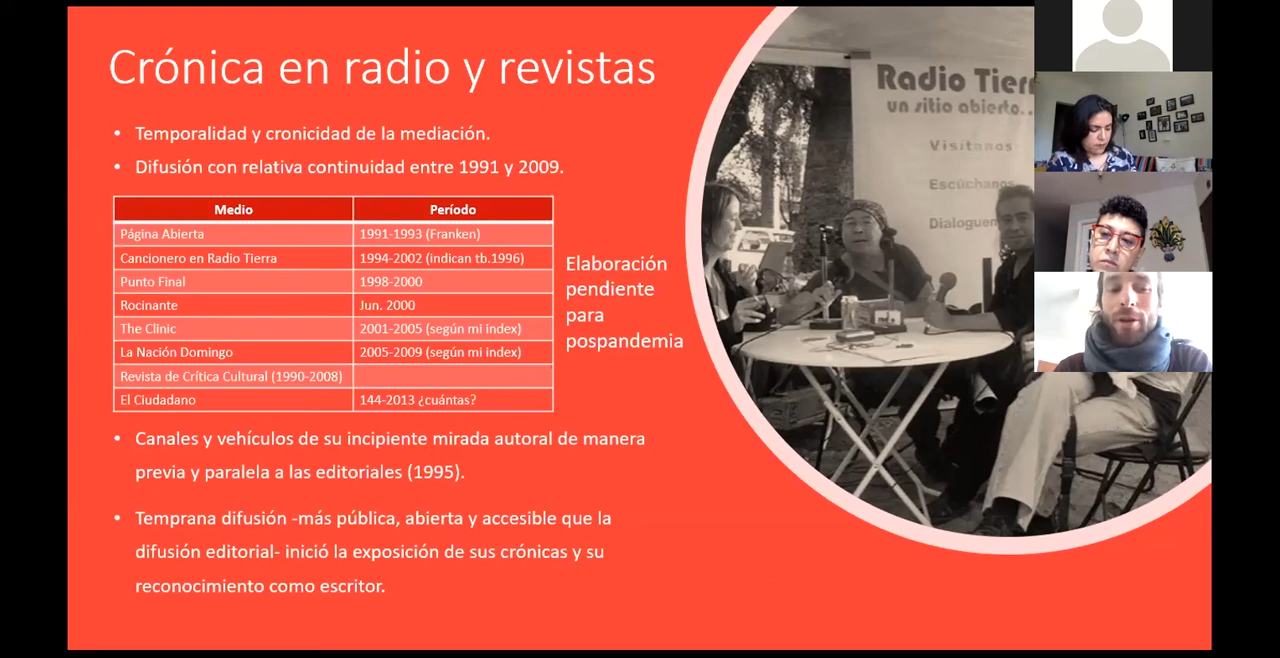 Crónica en radio y revistas
• Temporalidad y cronicidad de la mediación.
• Difusión con relativa continuidad entre 1991 y 2009.
Medio Período
Página Abierta 1991-1993 (Franken)
Cancionero en Radio Tierra 1994-2002 (indican tb.1996)
Punto Final 1998-2000
Rocinante Jun. 2000
The Clinic 2001-2005 (según mi index)
La Nación Domingo 2005-2009 (según mi index)
Revista de Crítica Cultural (1990-2008)
El Ciudadano 144-2013 ¿cuántas?
Elaboración
pendiente
para
pospandemia
• Canales y vehículos de su incipiente mirada autoral de manera
previa y paralela a las editoriales (1995).
• Temprana difusión -más pública, abierta y accesible que la
difusión editorial- inició la exposición de sus crónicas y su
reconocimiento como escritor.
Radio Tierr
un sitio abierto..
Visítanos
Escúchanos
Dialoguen